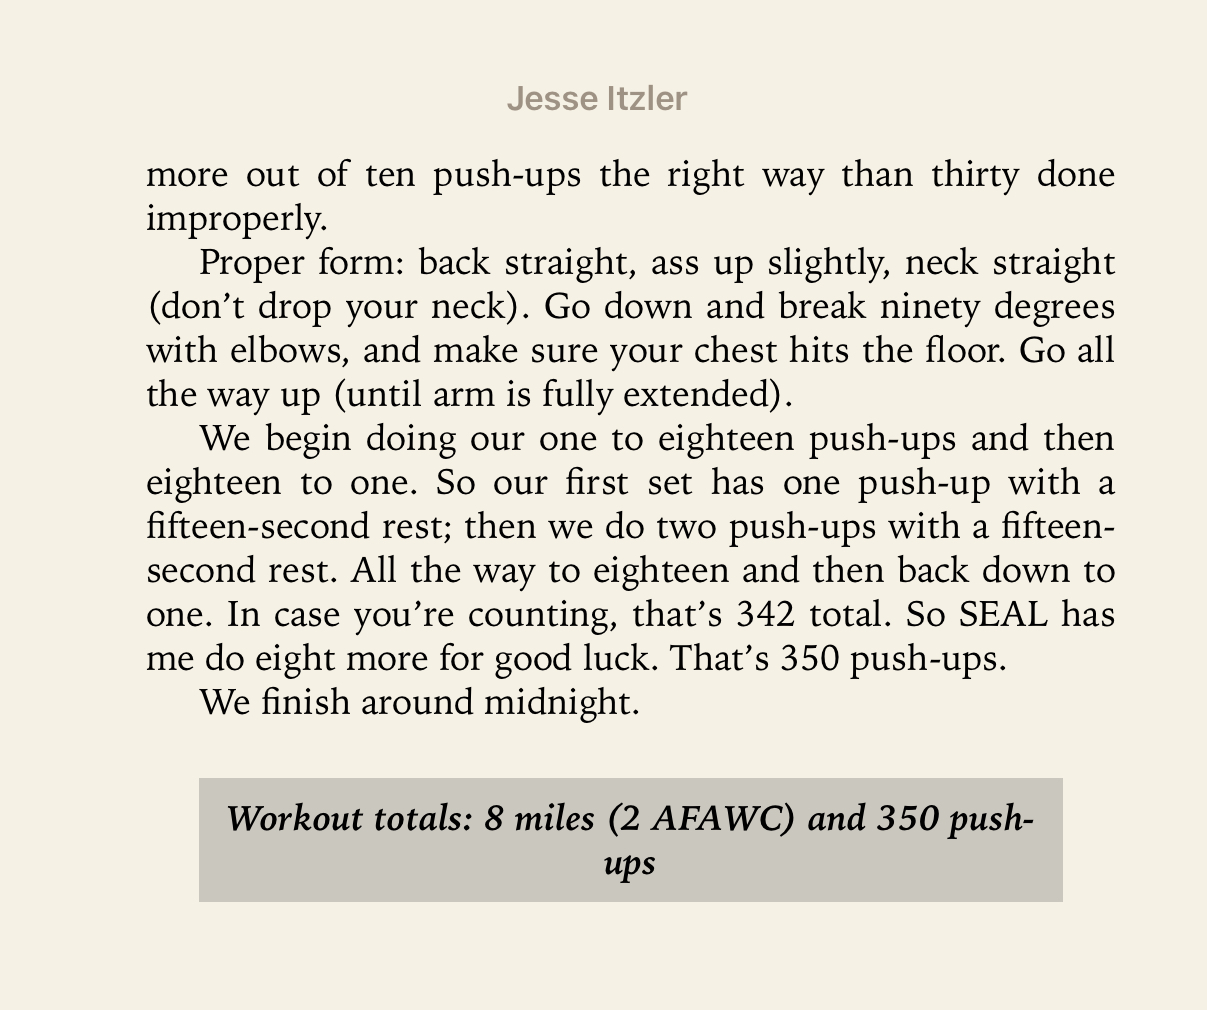 Jesse Itzler
more out of ten push-ups the right way than thirty done
improperly.
Proper form: back straight, ass up slightly, neck straight
(don’t drop your neck). Go down and break ninety degrees
with elbows, and make sure your chest hits the floor. Go all
the way up (until arm is fully extended).
We begin doing our one to eighteen push-ups and then
eighteen to one. So our first set has one push-up with a
fifteen-second rest; then we do two push-ups with a fifteen-
second rest. All the way to eighteen and then back down to
one. In case you’re counting, that’s 342 total. So SEAL has
me do eight more for good luck. That’s 350 push-ups.
We finish around midnight.
Workout totals: 8 miles (2 AFAWC) and 350 push-
ups